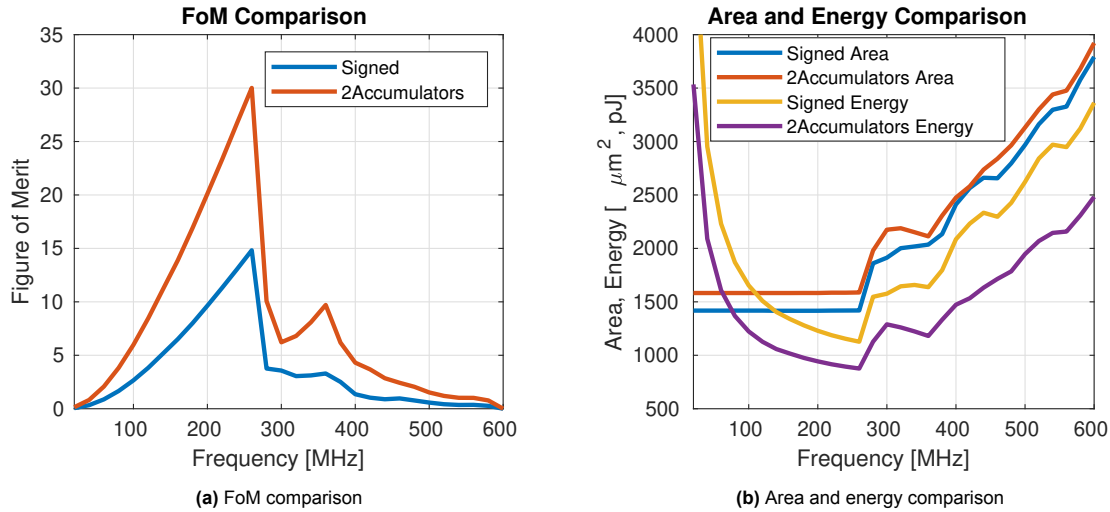 FoM Comparison
Figure of Merit
35
30
25
20
15
10
5
0
Signed
2Accumulators
100 200 300 400 500 600
Frequency [MHz]
(a) FoM comparison
Area and Energy Comparison
Area, Energy [ μm², pJ]
4000
3500
3000
2500
2000
1500
1000
500
Signed Area
2Accumulators Area
Signed Energy
2Accumulators Energy
100 200 300 400 500 600
Frequency [MHz]
(b) Area and energy comparison